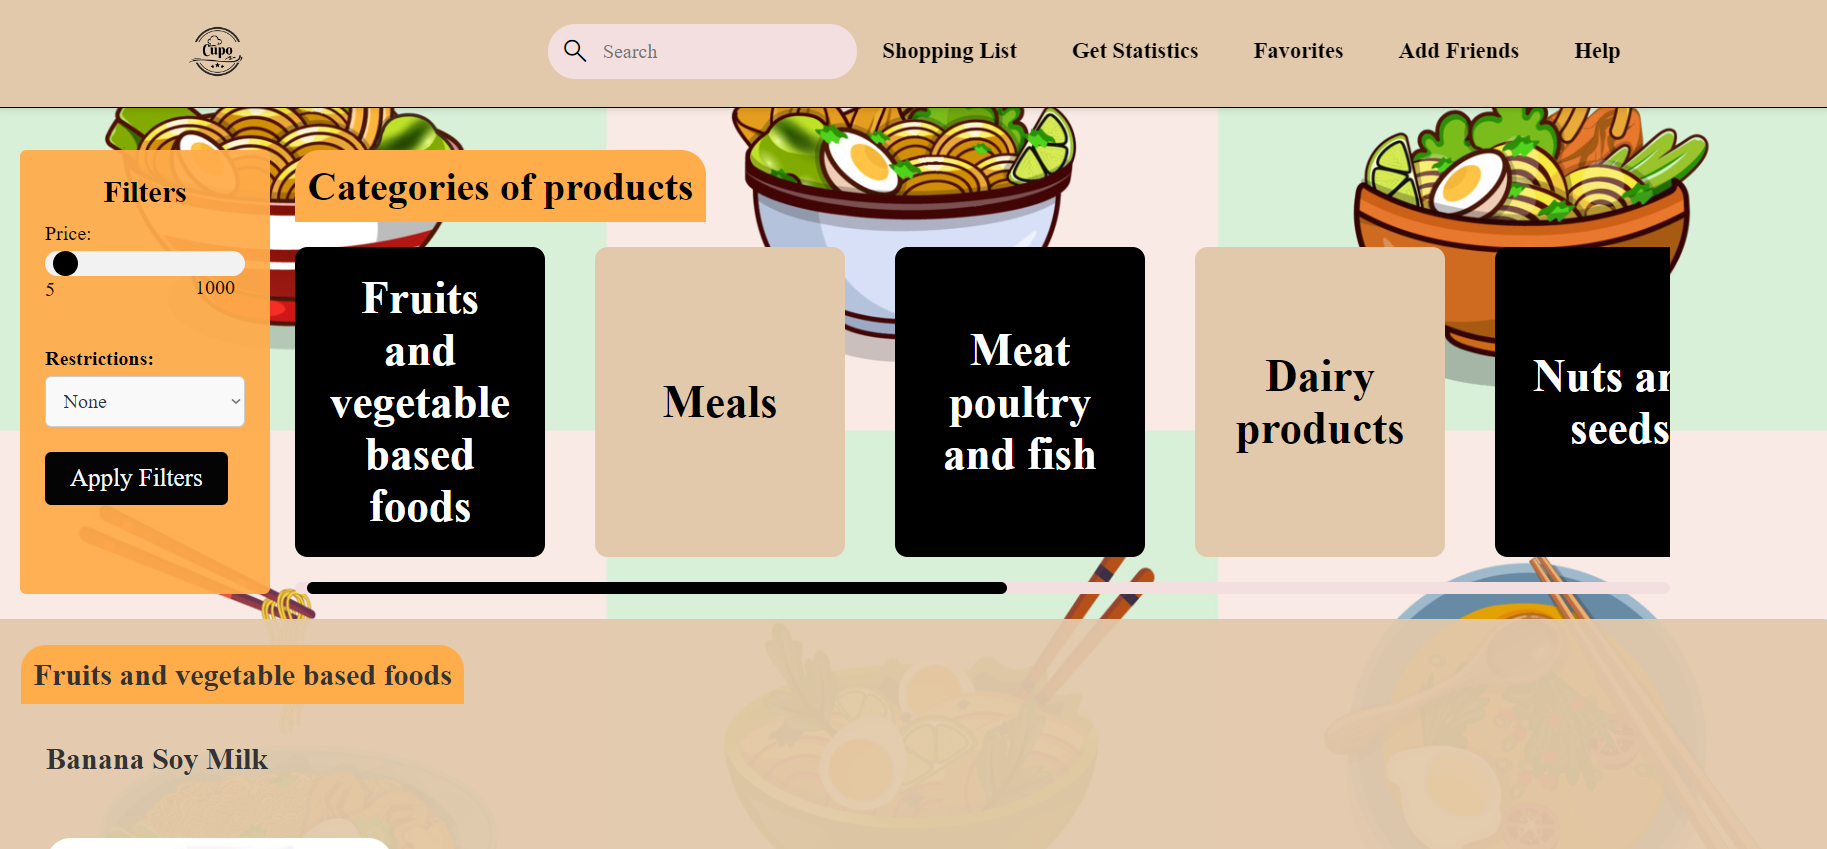 Cupo
Search
Shopping List
Get Statistics
Favorites
Add Friends
Help
Filters
Price:
5
1000
Restrictions:
None
Apply Filters
Categories of products
Fruits
and
vegetable
based
foods
Meals
Meat
poultry
and fish
Dairy
products
Nuts ar
seeds
Fruits and vegetable based foods
Banana Soy Milk